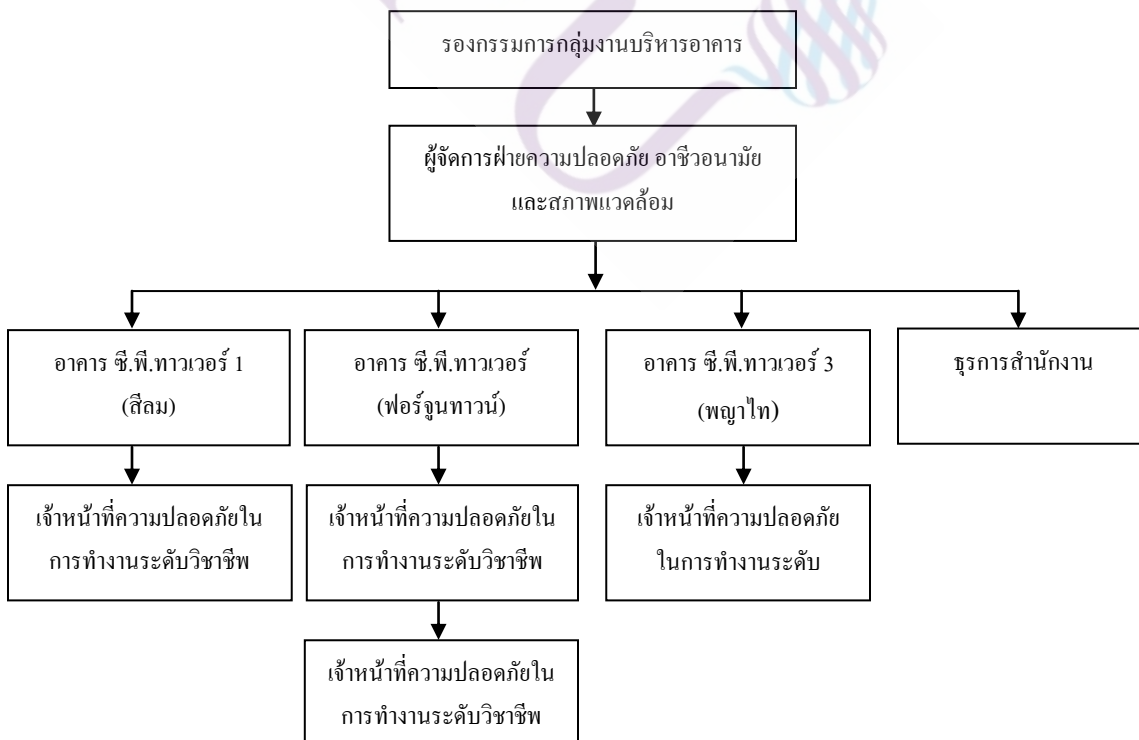 รองกรรมการกลุ่มงานบริหารอาคาร
ผู้จัดการฝ่ายความปลอดภัย อาชีวอนามัย
และสภาพแวดล้อม
อาคาร ซี.พี.ทาวเวอร์ 1
(สีลม)
อาคาร ซี.พี.ทาวเวอร์
(ฟอร์จูนทาวน์)
อาคาร ซี.พี.ทาวเวอร์ 3
(พญาไท)
ธุรการสำนักงาน
เจ้าหน้าที่ความปลอดภัยใน
การทำงานระดับวิชาชีพ
เจ้าหน้าที่ความปลอดภัยใน
การทำงานระดับวิชาชีพ
เจ้าหน้าที่ความปลอดภัย
ในการทำงานระดับ
เจ้าหน้าที่ความปลอดภัยใน
การทำงานระดับวิชาชีพ